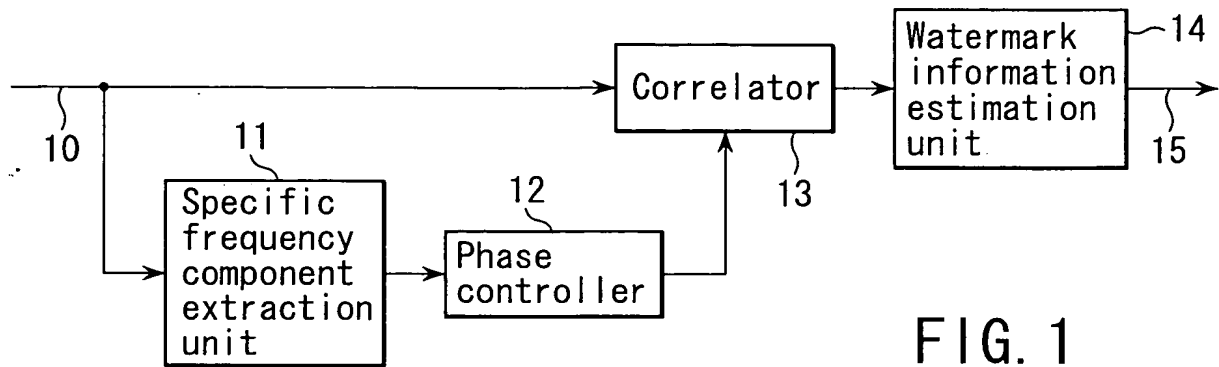 Watermark
information
estimation
unit
14
Correlator
10
13
15
11
Specific
frequency
component
extraction
unit
12
Phase
controller
FIG. 1